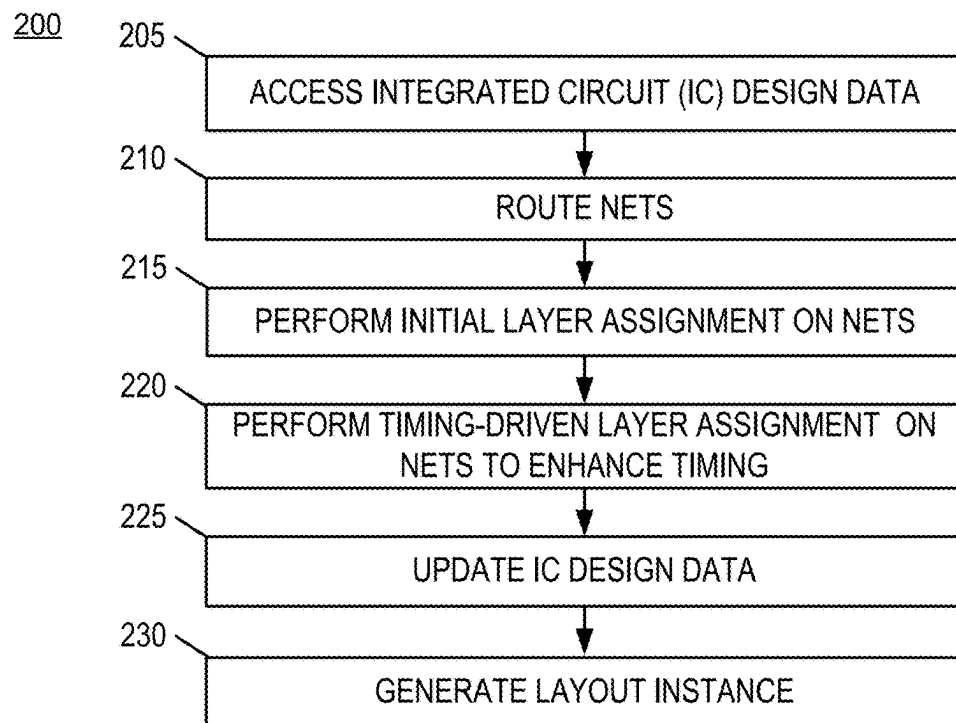 200
205
ACCESS INTEGRATED CIRCUIT (IC) DESIGN DATA
210
ROUTE NETS
215
PERFORM INITIAL LAYER ASSIGNMENT ON NETS
220
PERFORM TIMING-DRIVEN LAYER ASSIGNMENT ON
NETS TO ENHANCE TIMING
225
UPDATE IC DESIGN DATA
230
GENERATE LAYOUT INSTANCE